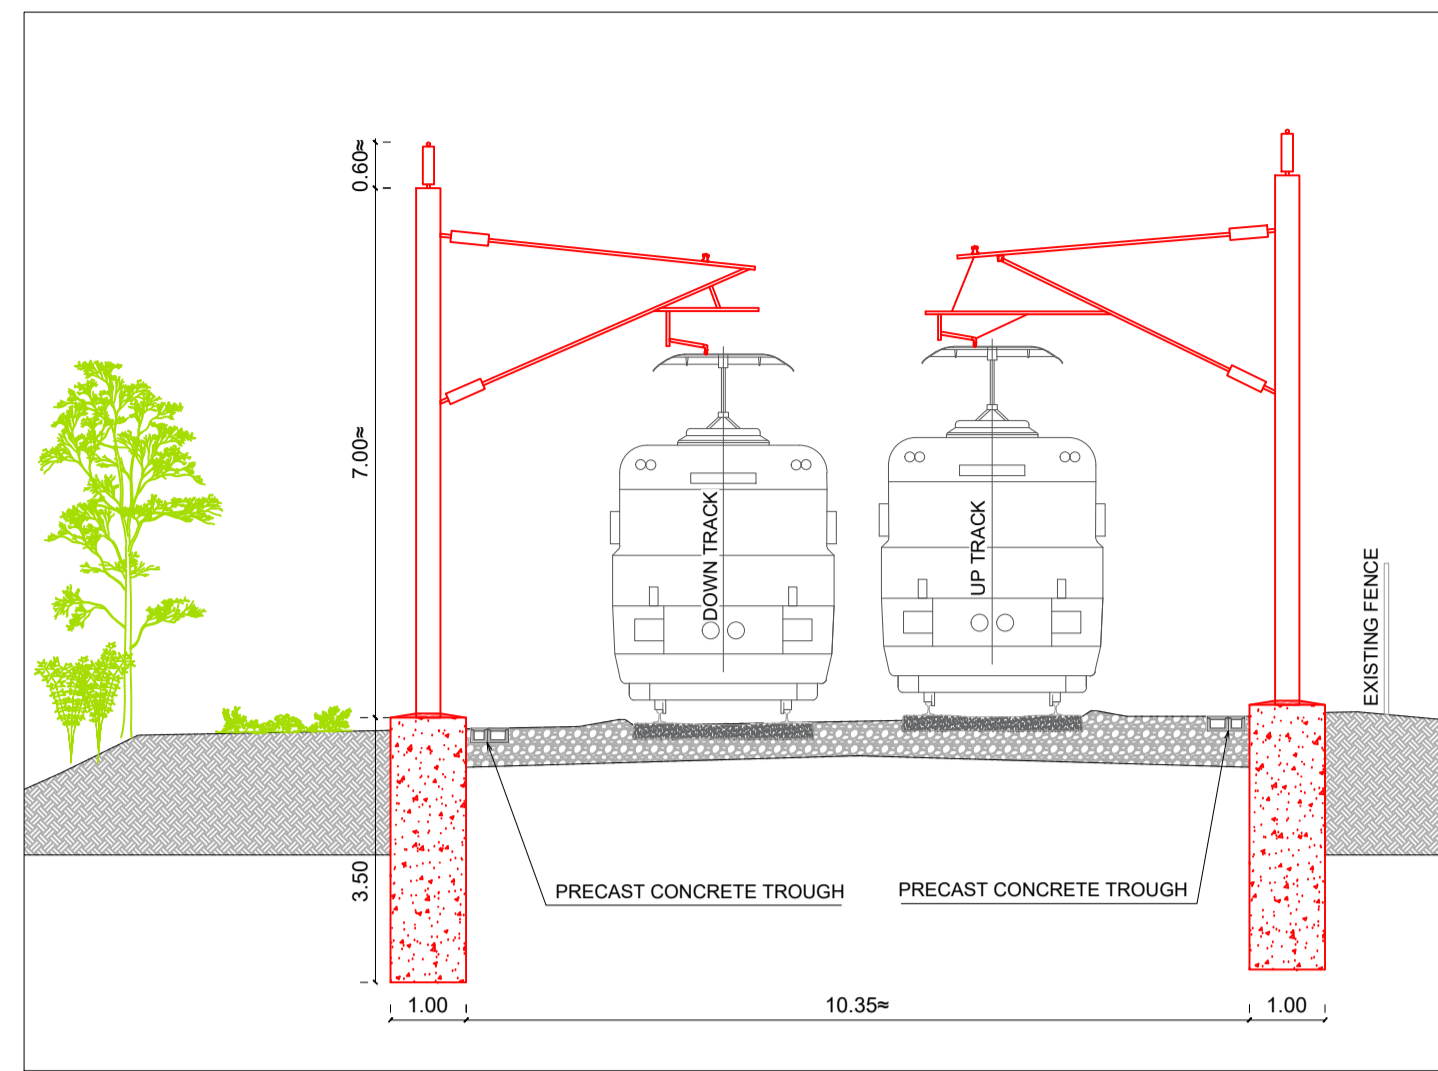 0.60≈
7.00≈
DOWN TRACK
UP TRACK
EXISTING FENCE
3.50
PRECAST CONCRETE TROUGH
PRECAST CONCRETE TROUGH
1.00
10.35≈
1.00